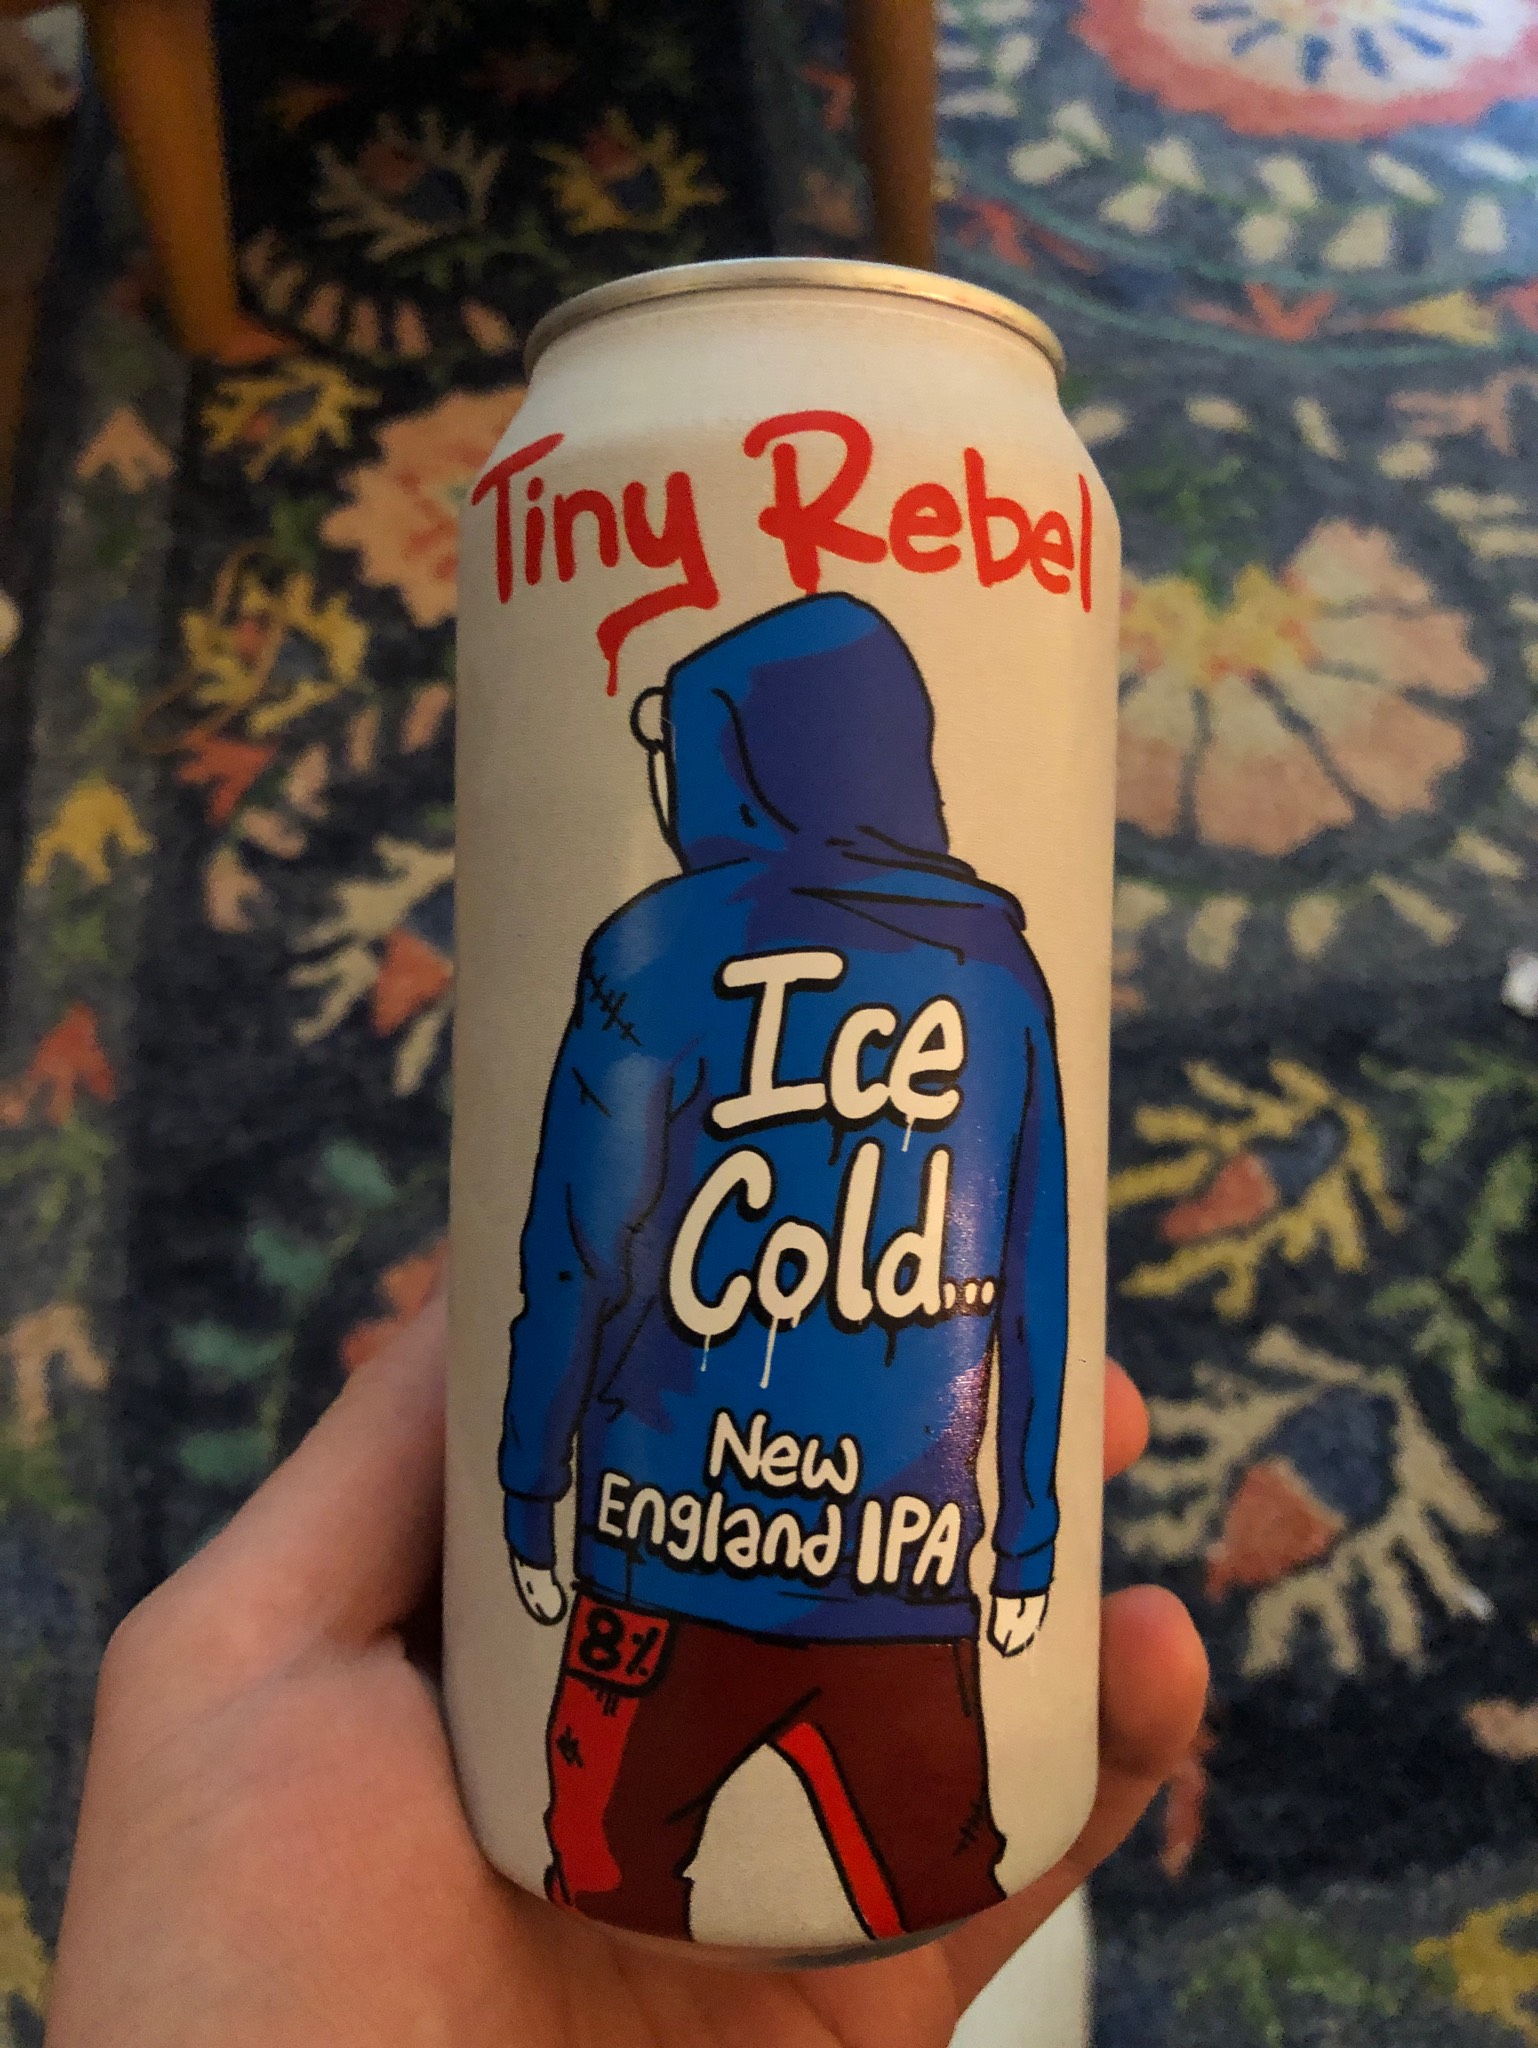 Tiny Rebel
Ice
Cold...
New
England IPA
8%